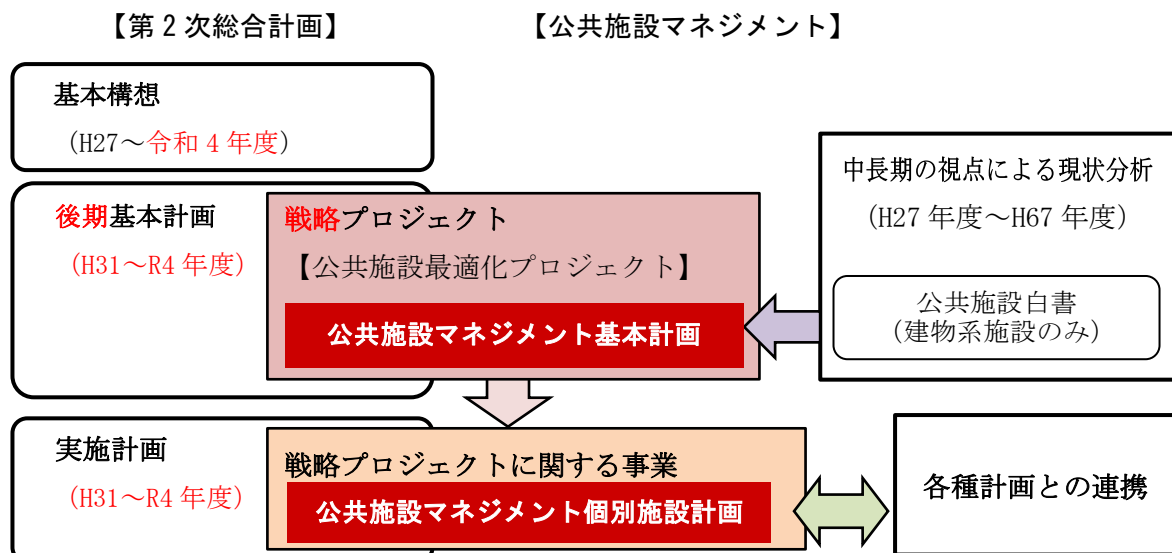 【第２次総合計画】
【公共施設マネジメント】
基本構想
（H27～令和 4 年度）
後期基本計画
（H31～R4 年度）
戦略プロジェクト
【公共施設最適化プロジェクト】
公共施設マネジメント基本計画
中長期の視点による現状分析
（H27 年度～H67 年度）
公共施設白書
（建物系施設のみ）
実施計画
（H31～R4 年度）
戦略プロジェクトに関する事業
公共施設マネジメント個別施設計画
各種計画との連携